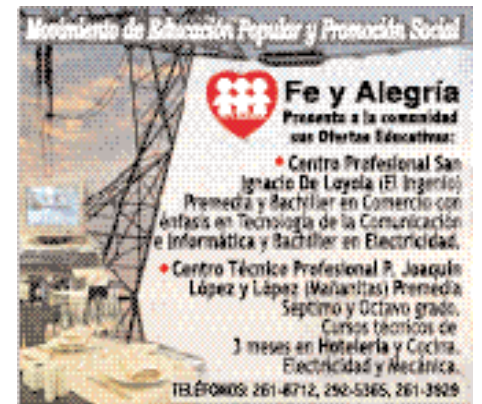 Movimiento de Educación Popular y Promoción Social
Fe y Alegría
Presenta a la comunidad
sus Ofertas Educativas:
• Centro Profesional San
Ignacio De Loyola (El Ingenio)
Premedia y Bachiller en Comercio con
énfasis en Tecnología de la Comunicación
e Informática y Bachiller en Electricidad.
• Centro Técnico Profesional P. Joaquín
López y López (Mañanitas) Premedia
Septimo y Octavo grado.
Cursos técnicos de
3 meses en Hotelería y Cocina,
Electricidad y Mecánica.
TELÉFONOS: 261-6712, 292-5365, 261-3929